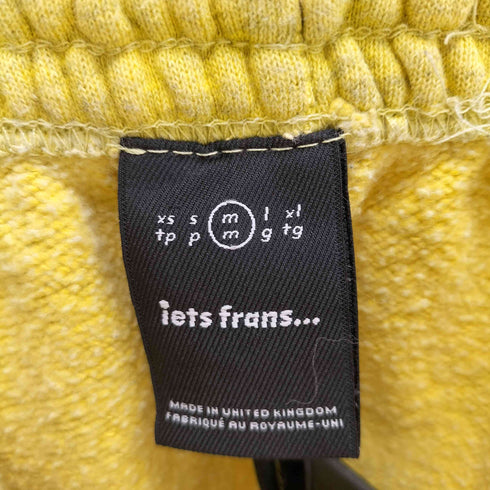 xs s m l xl
tp p m g tg
iets frans...
MADE IN UNITED KINGDOM
FABRIQUÉ AU ROYAUME-UNI